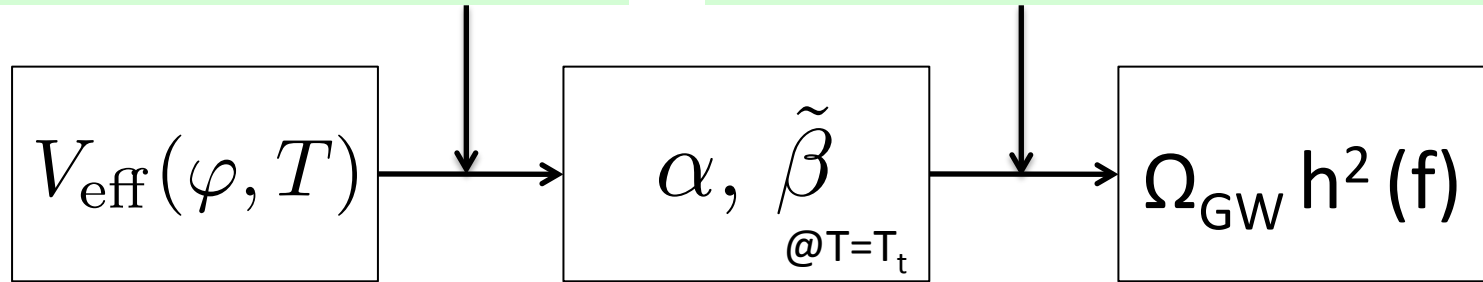 V_eff(φ, T)
α, β̃
@T=T_t
Ω_GW h² (f)